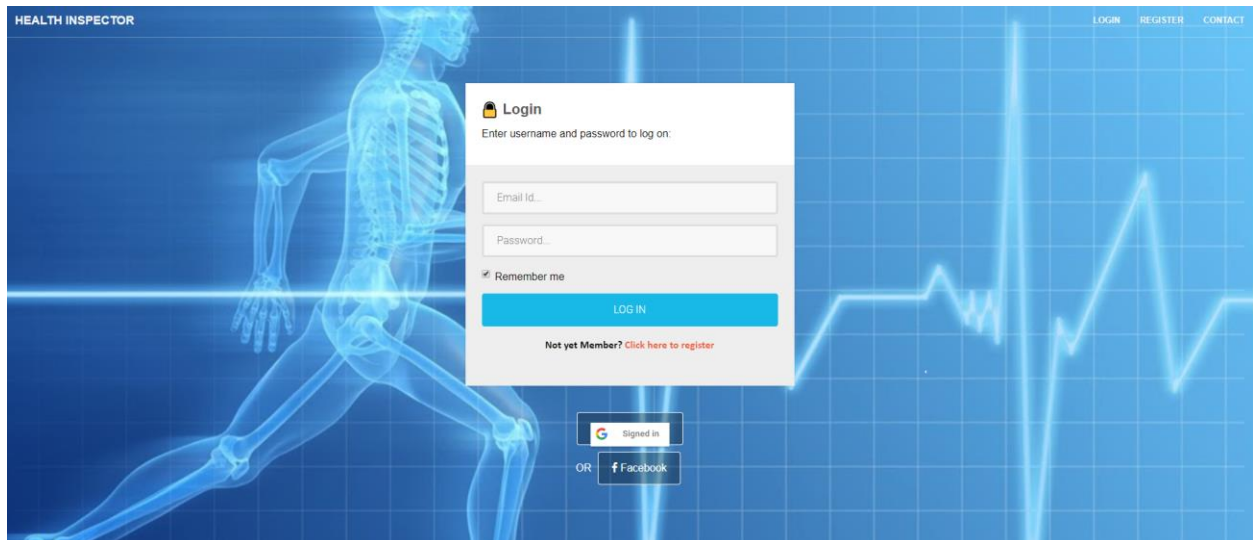 HEALTH INSPECTOR
LOGIN REGISTER CONTACT
Login
Enter username and password to log on:
Email Id...
Password...
Remember me
LOG IN
Not yet Member? Click here to register
G Signed in
OR f Facebook